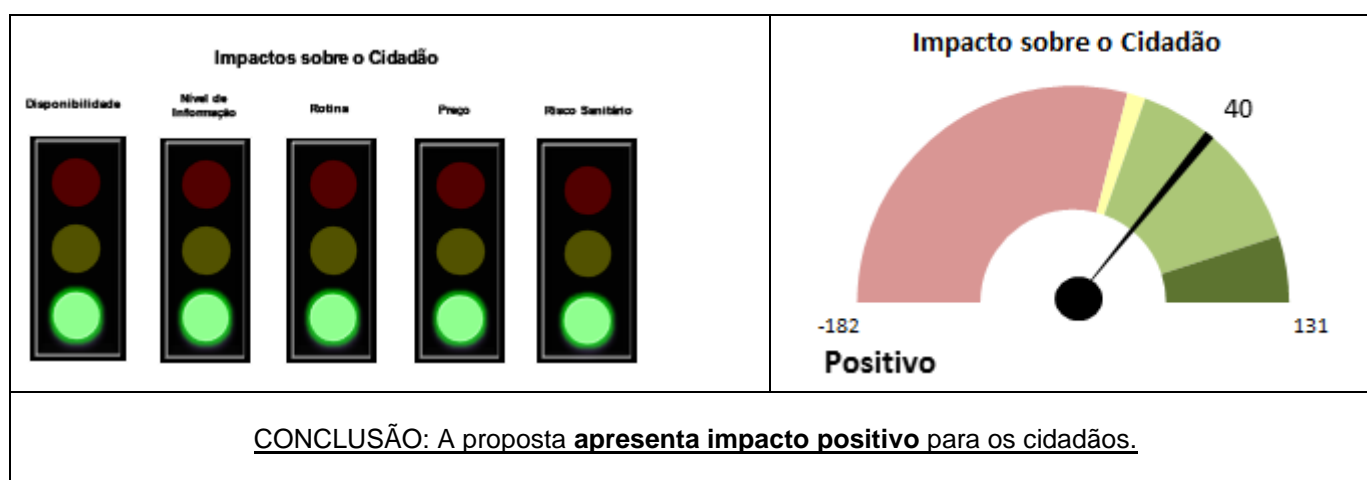 Impactos sobre o Cidadão
Disponibilidade
Nível de
Informação
Rotina
Preço
Risco Sanitário
Impacto sobre o Cidadão
40
-182
131
Positivo
CONCLUSÃO: A proposta apresenta impacto positivo para os cidadãos.